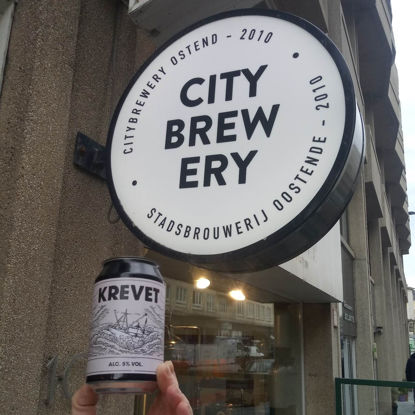 CITYBREWERY OSTEND - 2010
CITY
BREW
ERY
STADSBROUWERIJ OOSTENDE - 2010
KREVET
ALC. 5% VOL.